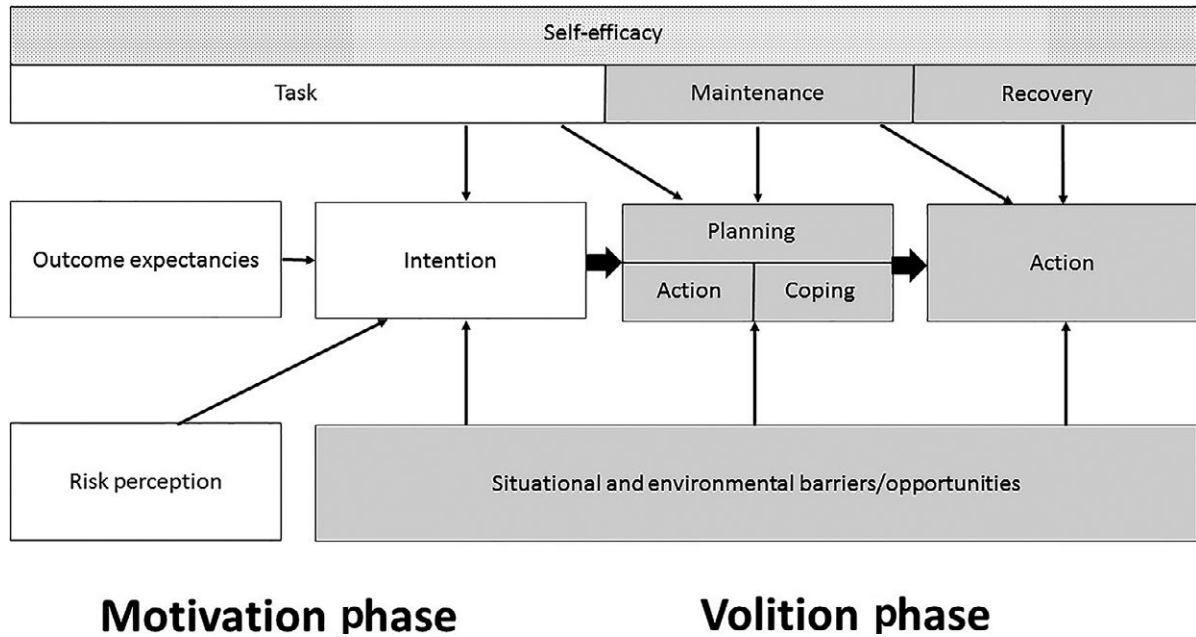 Self-efficacy
Task
Maintenance
Recovery
Outcome expectancies
Intention
Planning
Action
Coping
Action
Risk perception
Situational and environmental barriers/opportunities
Motivation phase
Volition phase